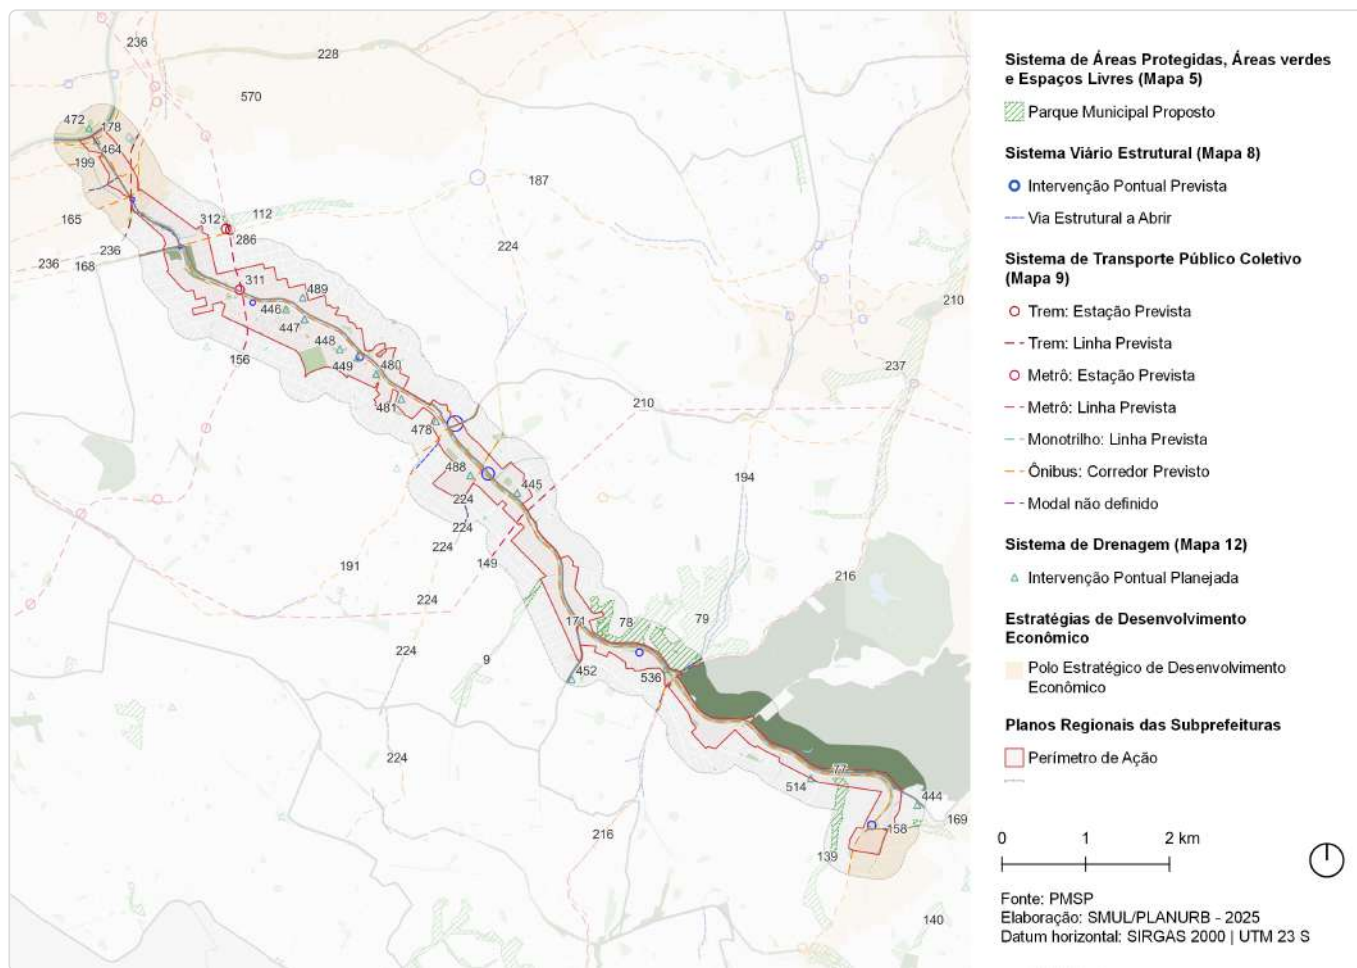 236
228
570
472
178
464
199
187
312
112
165
286
236
224
236
168
311
210
489
446
447
448
156
449
480
237
481
210
478
488
445
194
224
224
224
149
191
216
224
171
78
79
224
9
452
536
224
77
514
444
158
169
216
139
140
Sistema de Áreas Protegidas, Áreas verdes
e Espaços Livres (Mapa 5)
Parque Municipal Proposto
Sistema Viário Estrutural (Mapa 8)
Intervenção Pontual Prevista
Via Estrutural a Abrir
Sistema de Transporte Público Coletivo
(Mapa 9)
Trem: Estação Prevista
Trem: Linha Prevista
Metrô: Estação Prevista
Metrô: Linha Prevista
Monotrilho: Linha Prevista
Ônibus: Corredor Previsto
Modal não definido
Sistema de Drenagem (Mapa 12)
Intervenção Pontual Planejada
Estratégias de Desenvolvimento
Econômico
Polo Estratégico de Desenvolvimento
Econômico
Planos Regionais das Subprefeituras
Perímetro de Ação
0 1 2 km
Fonte: PMSP
Elaboração: SMUL/PLANURB - 2025
Datum horizontal: SIRGAS 2000 | UTM 23 S